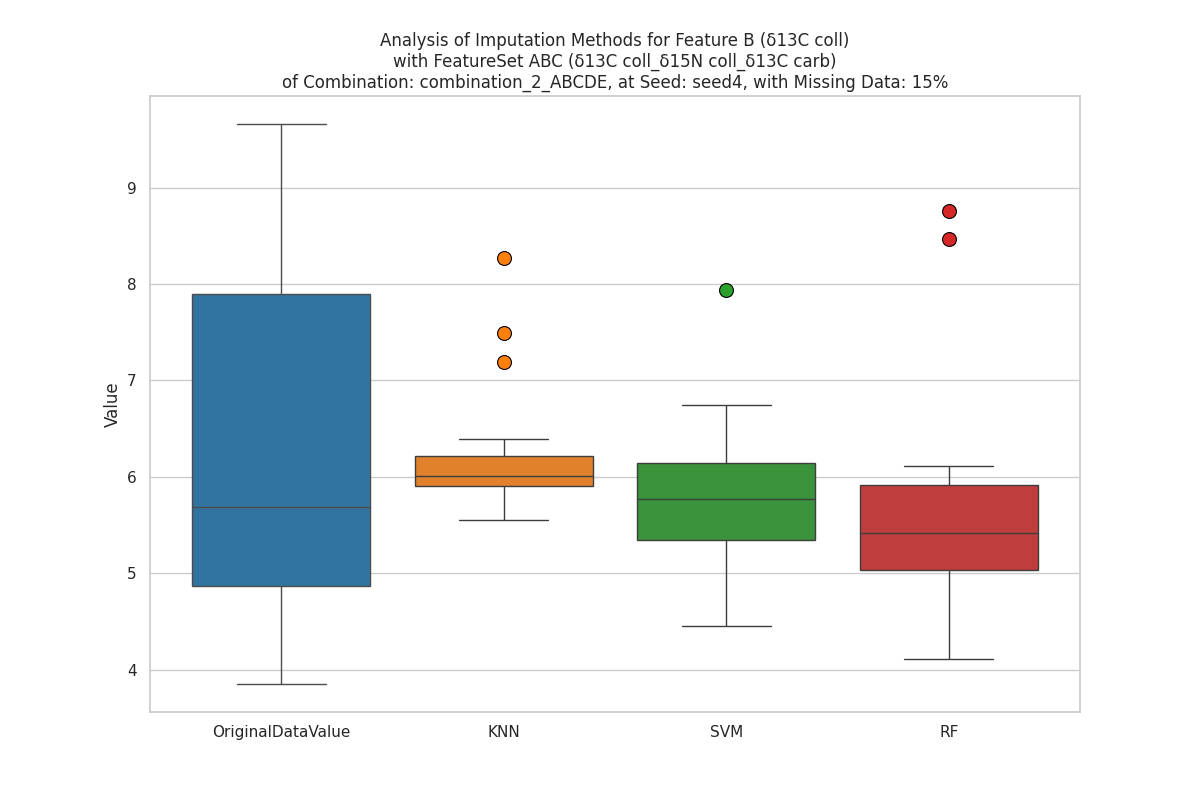 Analysis of Imputation Methods for Feature B (δ13C coll)
with FeatureSet ABC (δ13C coll_δ15N coll_δ13C carb)
of Combination: combination_2_ABCDE, at Seed: seed4, with Missing Data: 15%
Value
9
8
7
6
5
4
OriginalDataValue
KNN
SVM
RF